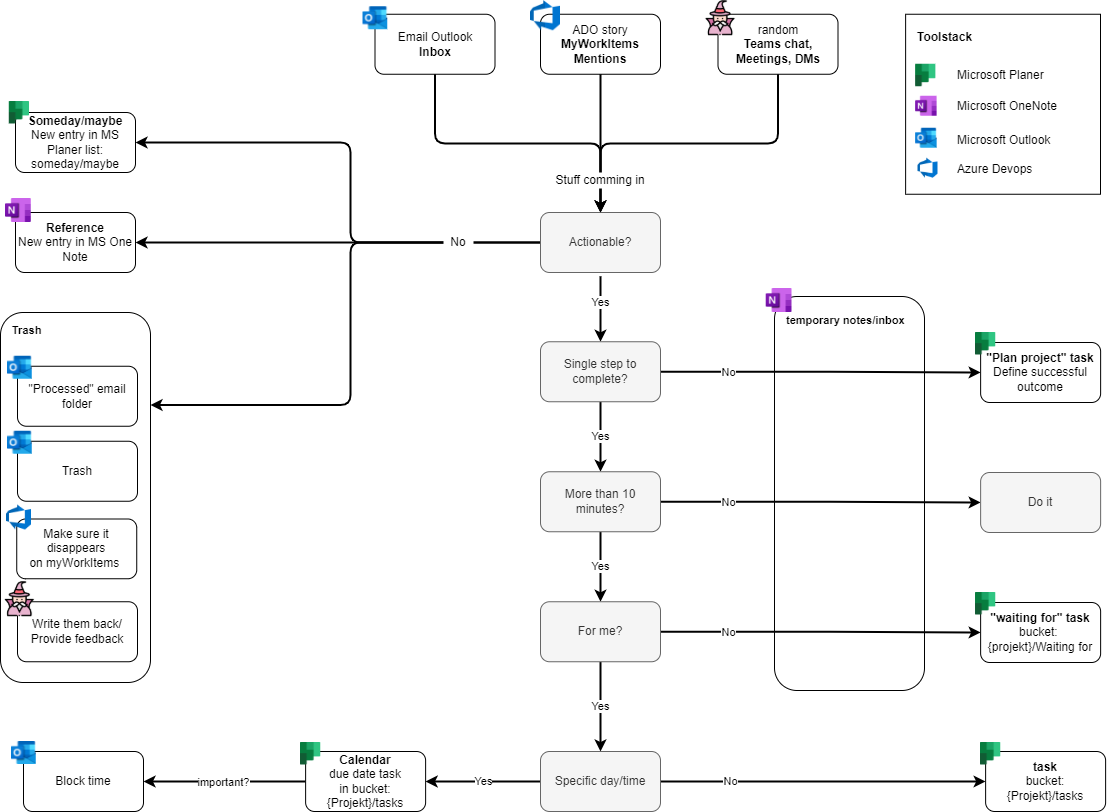 Email Outlook
Inbox
ADO story
MyWorkItems
Mentions
random
Teams chat,
Meetings, DMs
Toolstack
Microsoft Planer
Microsoft OneNote
Microsoft Outlook
Azure Devops
Someday/maybe
New entry in MS
Planer list:
someday/maybe
Stuff comming in
Reference
New entry in MS One
Note
No
Actionable?
Yes
Trash
"Processed" email
folder
Trash
Make sure it
disappears
on myWorkItems
Write them back/
Provide feedback
temporary notes/inbox
Single step to
complete?
No
"Plan project" task
Define successful
outcome
Yes
More than 10
minutes?
No
Do it
Yes
For me?
No
"waiting for" task
bucket:
{projekt}/Waiting for
Yes
Block time
important?
Calendar
due date task
in bucket:
{Projekt}/tasks
Yes
Specific day/time
No
task
bucket:
{Projekt}/tasks